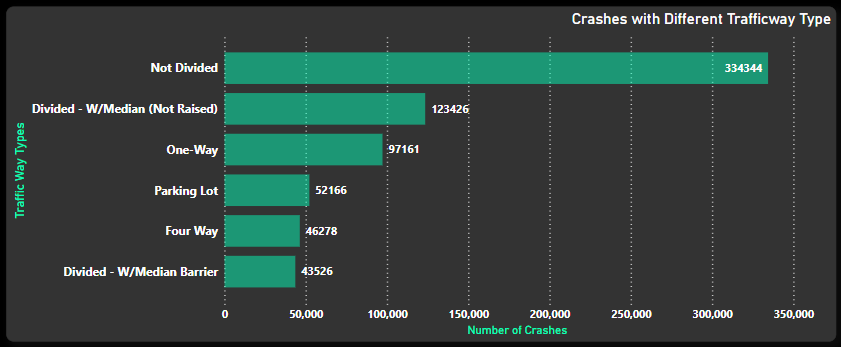 Crashes with Different Trafficway Type
Traffic Way Types
Not Divided 334344
Divided - W/Median (Not Raised) 123426
One-Way 97161
Parking Lot 52166
Four Way 46278
Divided - W/Median Barrier 43526
0 50,000 100,000 150,000 200,000 250,000 300,000 350,000
Number of Crashes